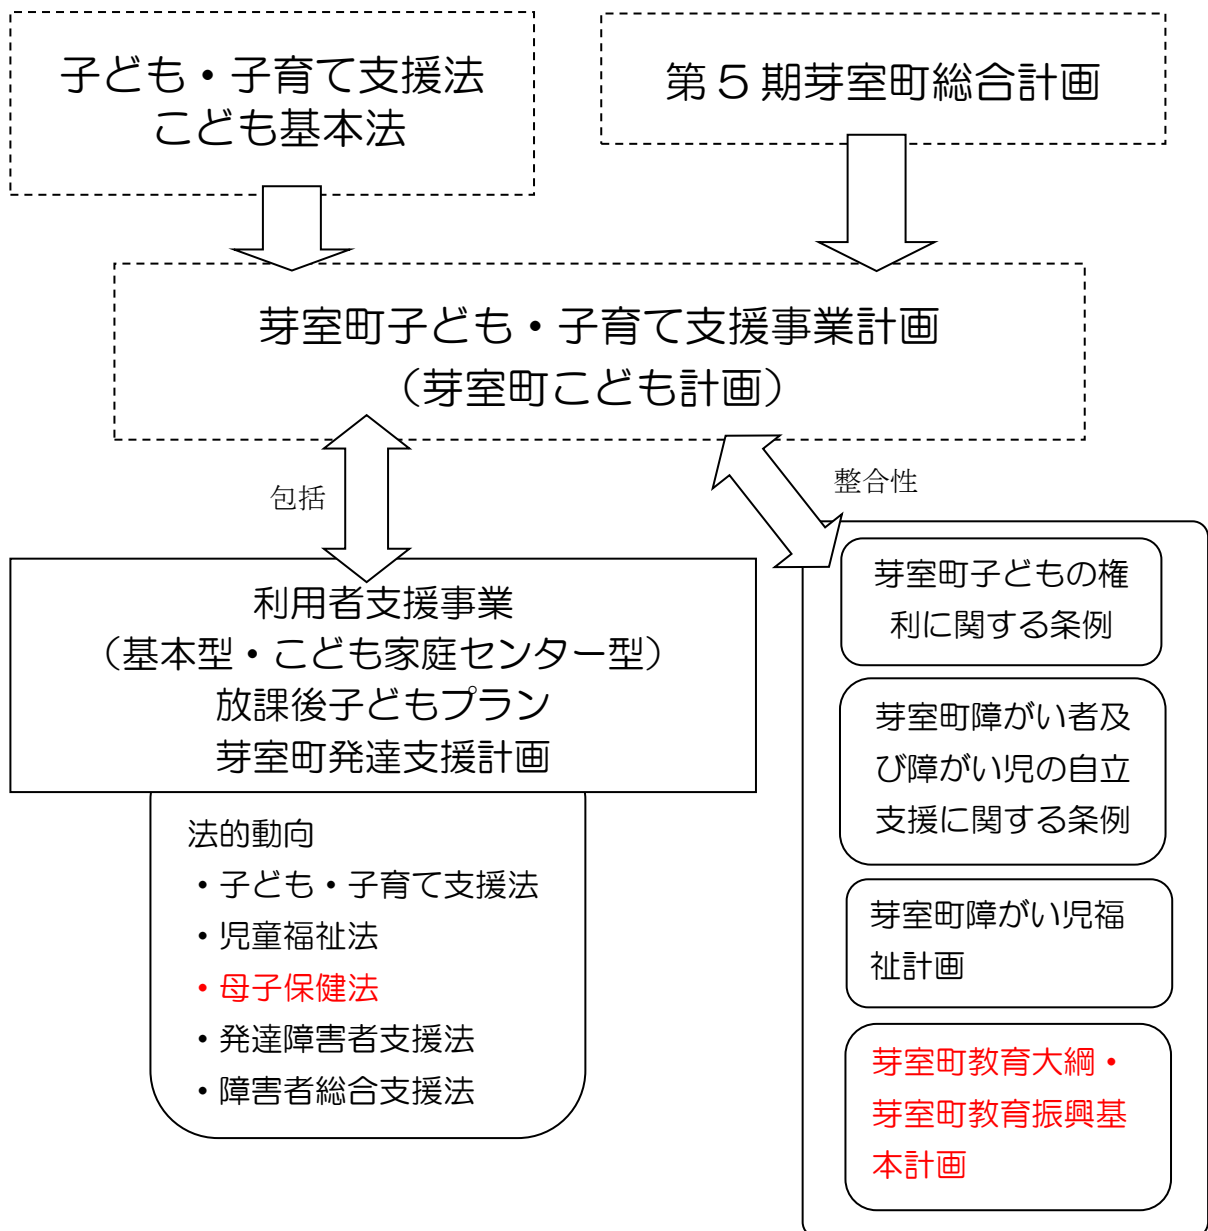 子ども・子育て支援法
こども基本法
第5期芽室町総合計画
芽室町子ども・子育て支援事業計画
（芽室町こども計画）
包括
整合性
利用者支援事業
（基本型・こども家庭センター型）
放課後子どもプラン
芽室町発達支援計画
法的動向
・子ども・子育て支援法
・児童福祉法
・母子保健法
・発達障害者支援法
・障害者総合支援法
芽室町子どもの権
利に関する条例
芽室町障がい者及
び障がい児の自立
支援に関する条例
芽室町障がい児福
祉計画
芽室町教育大綱・
芽室町教育振興基
本計画